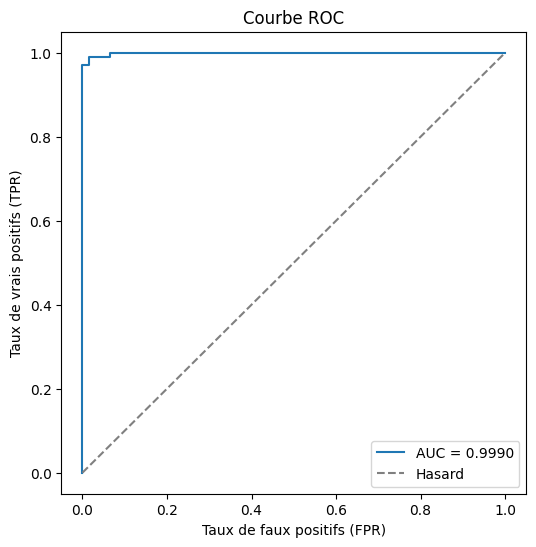 Courbe ROC
Taux de vrais positifs (TPR)
1.0
0.8
0.6
0.4
0.2
0.0
AUC = 0.9990
Hasard
0.0 0.2 0.4 0.6 0.8 1.0
Taux de faux positifs (FPR)